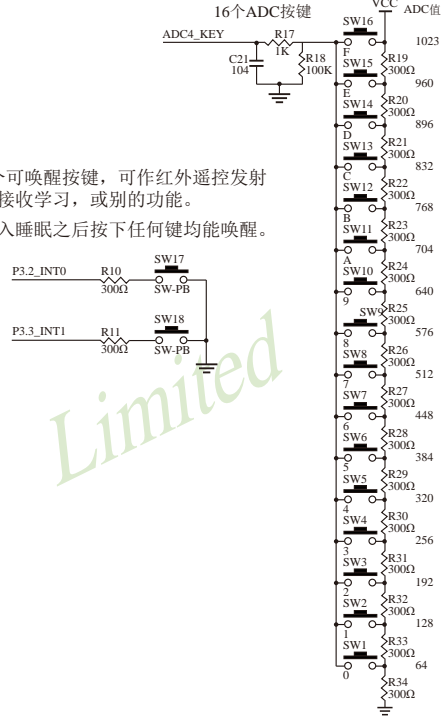 16个ADC按键
VCC
ADC值
ADC4_KEY
R17
1K
C21
104
R18
100K
SW16
F
1023
R19
300Ω
SW15
E
960
R20
300Ω
SW14
D
896
R21
300Ω
SW13
C
832
R22
300Ω
SW12
B
768
R23
300Ω
SW11
A
704
R24
300Ω
SW10
9
640
R25
300Ω
SW9
8
576
R26
300Ω
SW8
7
512
R27
300Ω
SW7
6
448
R28
300Ω
SW6
5
384
R29
300Ω
SW5
4
320
R30
300Ω
SW4
3
256
R31
300Ω
SW3
2
192
R32
300Ω
SW2
1
128
R33
300Ω
SW1
0
64
R34
300Ω
可唤醒按键，可作红外遥控发射
接收学习，或别的功能。
入睡眠之后按下任何键均能唤醒。
P3.2_INT0
R10
300Ω
SW17
SW-PB
P3.3_INT1
R11
300Ω
SW18
SW-PB
Limited